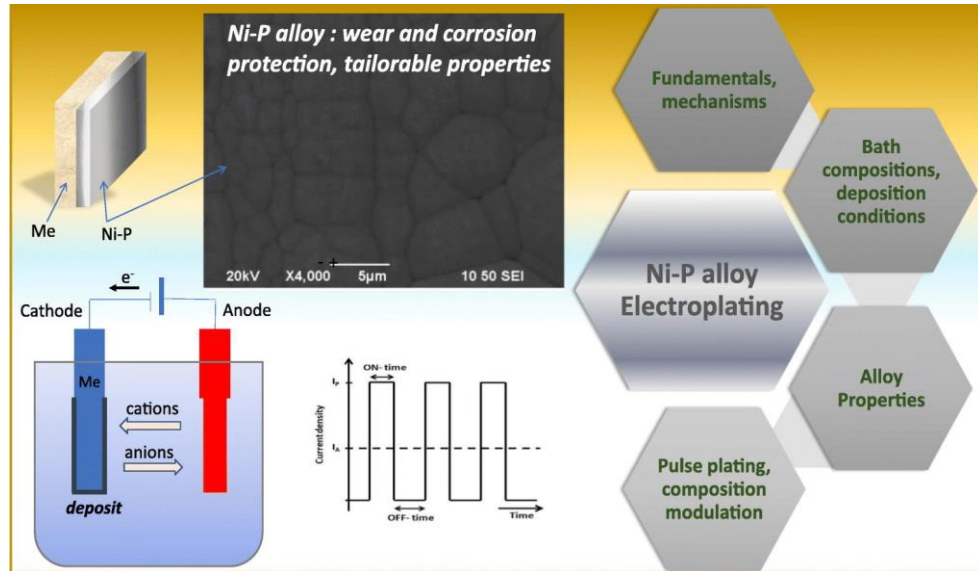 Ni-P alloy : wear and corrosion
protection, tailorable properties
Me
Ni-P
- +
20kV X4,000 5µm 10 50 SEI
e-
Cathode
Anode
Me
cations
anions
deposit
ON- time
Iₚ
Current density
I_A
OFF- time
Time
Fundamentals,
mechanisms
Bath
compositions,
deposition
conditions
Ni-P alloy
Electroplating
Alloy
Properties
Pulse plating,
composition
modulation